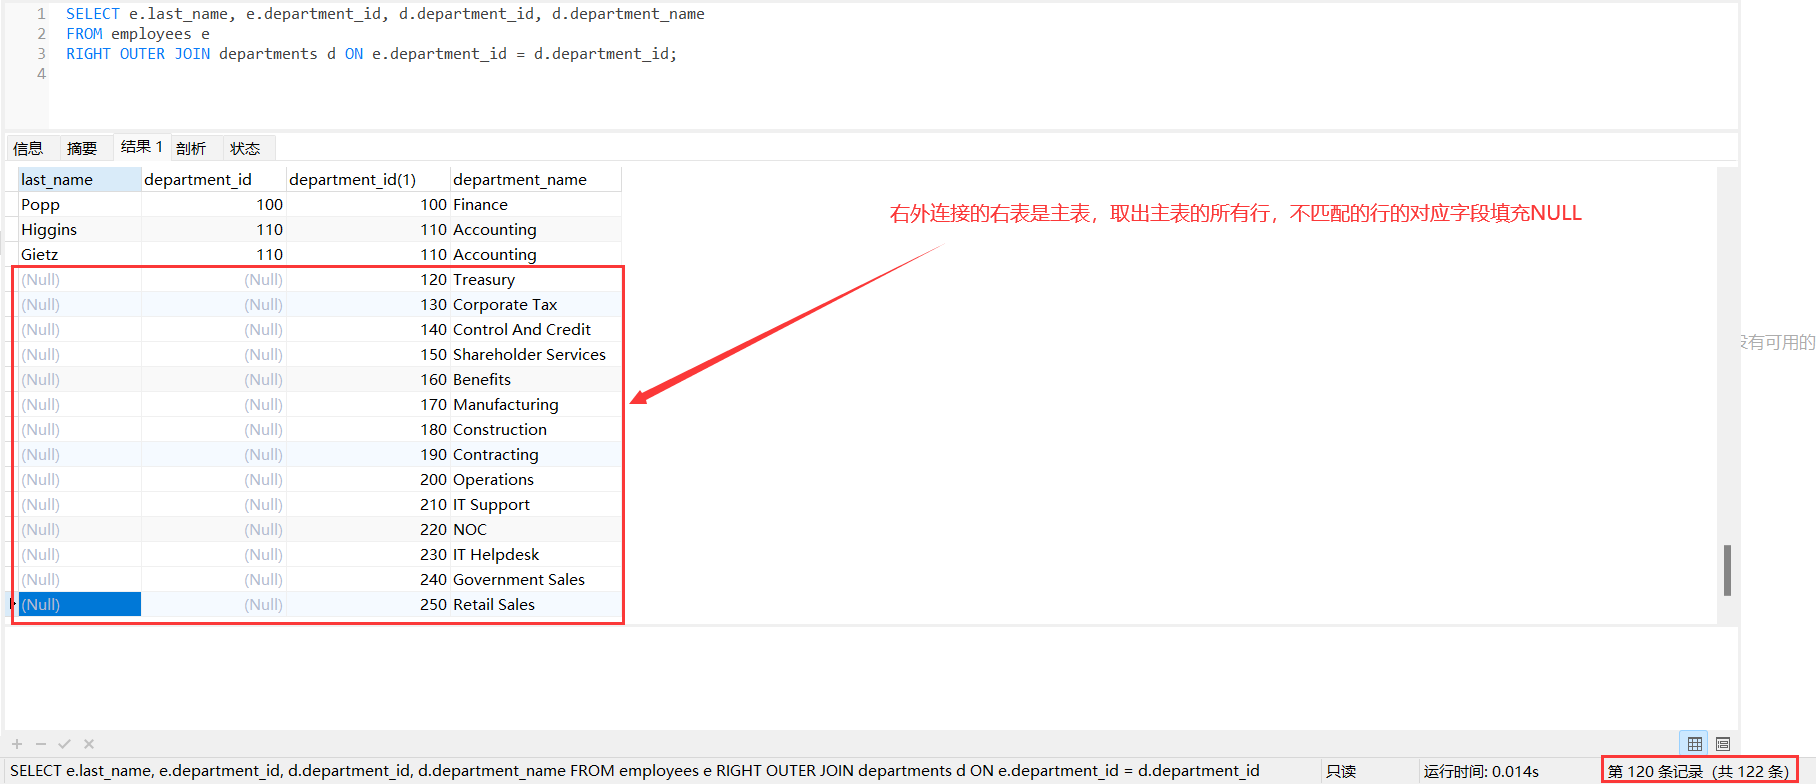 1 SELECT e.last_name, e.department_id, d.department_id, d.department_name
2 FROM employees e
3 RIGHT OUTER JOIN departments d ON e.department_id = d.department_id;
4
信息 摘要 结果 1 剖析 状态
last_name department_id department_id(1) department_name
Popp 100 100 Finance
右外连接的右表是主表，取出主表的所有行，不匹配的行的对应字段填充NULL
Higgins 110 110 Accounting
Gietz 110 110 Accounting
(Null) (Null) 120 Treasury
(Null) (Null) 130 Corporate Tax
(Null) (Null) 140 Control And Credit
没有可用的
(Null) (Null) 150 Shareholder Services
(Null) (Null) 160 Benefits
(Null) (Null) 170 Manufacturing
(Null) (Null) 180 Construction
(Null) (Null) 190 Contracting
(Null) (Null) 200 Operations
(Null) (Null) 210 IT Support
(Null) (Null) 220 NOC
(Null) (Null) 230 IT Helpdesk
(Null) (Null) 240 Government Sales
(Null) (Null) 250 Retail Sales
SELECT e.last_name, e.department_id, d.department_id, d.department_name FROM employees e RIGHT OUTER JOIN departments d ON e.department_id = d.department_id 只读 运行时间: 0.014s 第 120 条记录 (共 122 条)